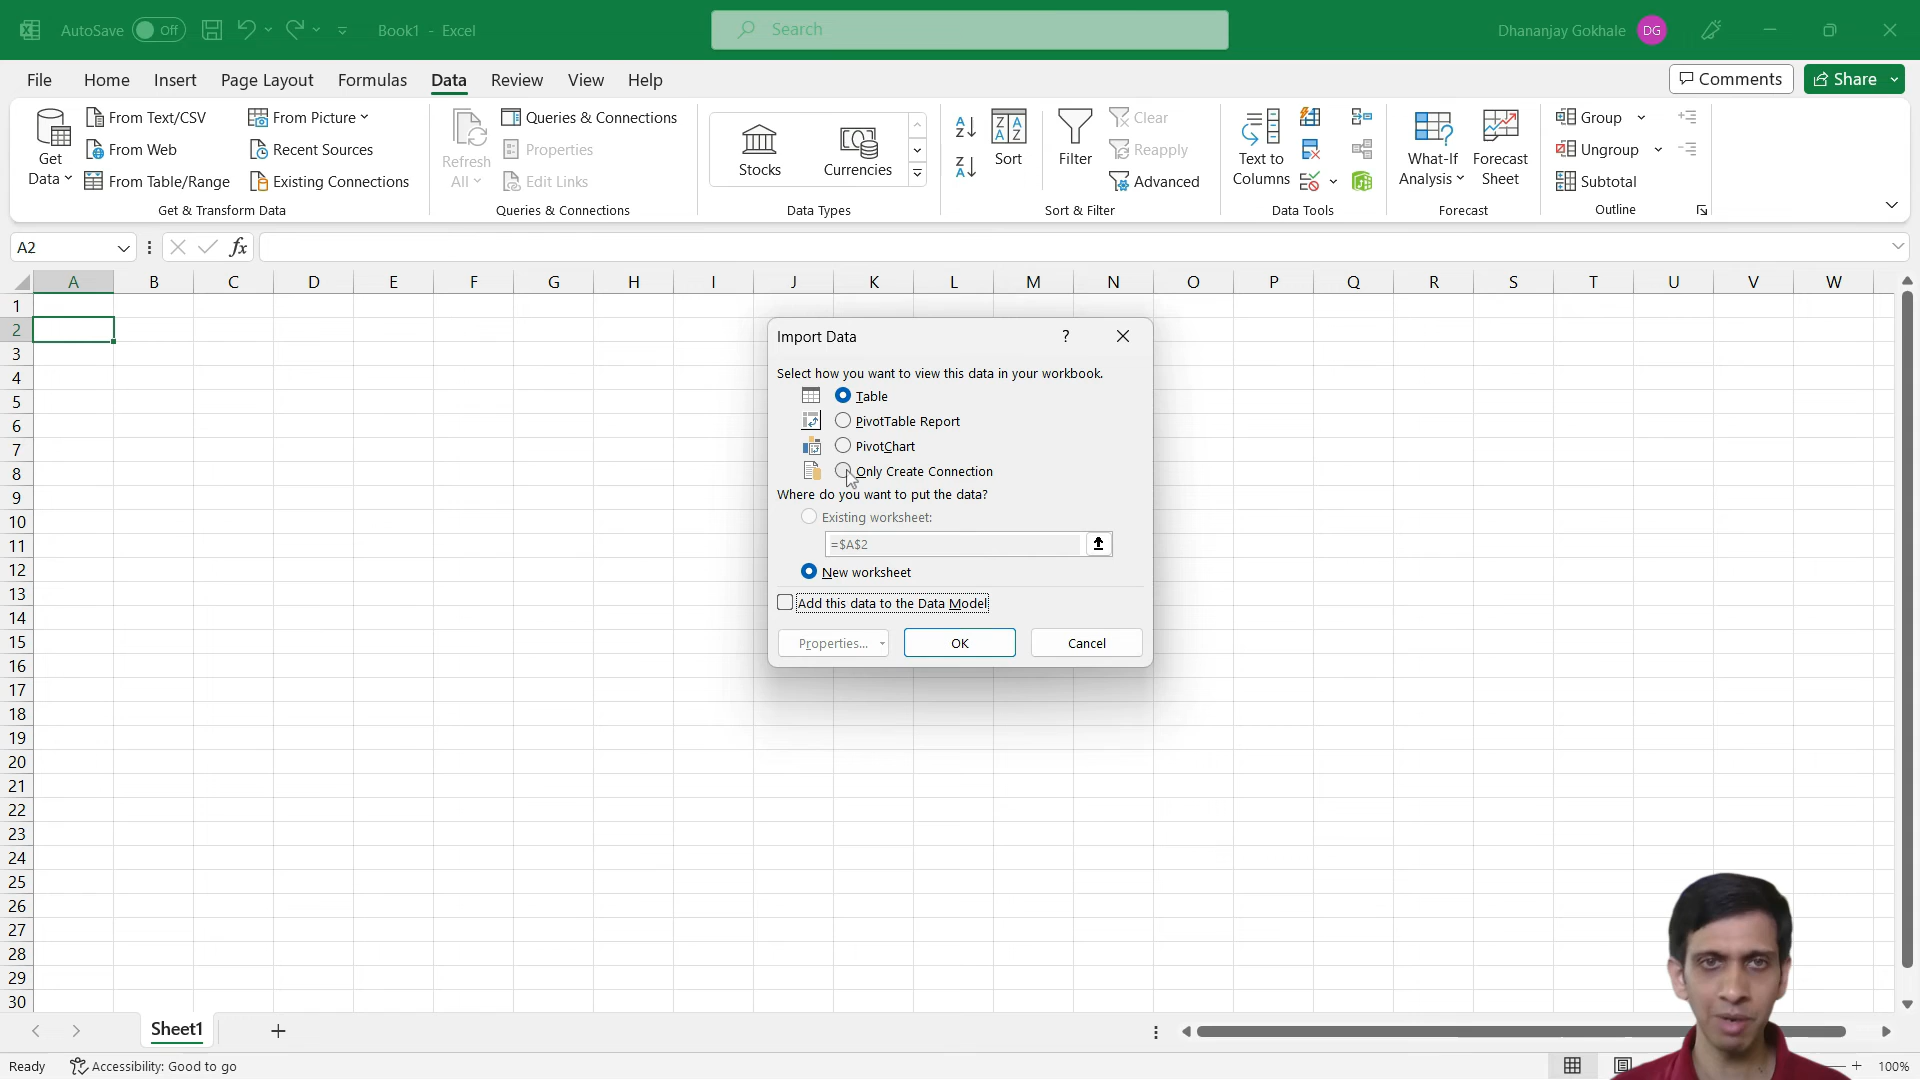 AutoSave Off Book1 - Excel Search Dhananjay Gokhale DG
File Home Insert Page Layout Formulas Data Review View Help Comments Share
Get Data
From Text/CSV
From Web
From Table/Range
From Picture
Recent Sources
Existing Connections
Get & Transform Data
Refresh All
Queries & Connections
Properties
Edit Links
Queries & Connections
Stocks
Currencies
Data Types
Sort
Filter
Clear
Reapply
Advanced
Sort & Filter
Text to Columns
Data Tools
What-If Analysis
Forecast Sheet
Forecast
Group
Ungroup
Subtotal
Outline
A2 fx
A B C D E F G H I J K L M N O P Q R S T U V W
1
2
3
4
5
6
7
8
9
10
11
12
13
14
15
16
17
18
19
20
21
22
23
24
25
26
27
28
29
30
Import Data ?
Select how you want to view this data in your workbook.
Table
PivotTable Report
PivotChart
Only Create Connection
Where do you want to put the data?
Existing worksheet:
=$A$2
New worksheet
Add this data to the Data Model
Properties... OK Cancel
Sheet1
Ready Accessibility: Good to go 100%